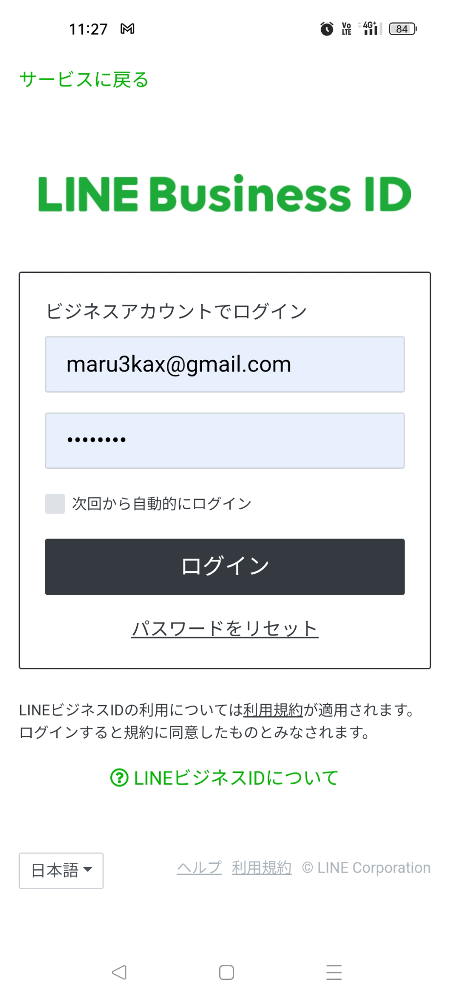 11:27
Vo LTE 4G+ 84
サービスに戻る
LINE Business ID
ビジネスアカウントでログイン
maru3kax@gmail.com
••••••••
次回から自動的にログイン
ログイン
パスワードをリセット
LINEビジネスIDの利用については利用規約が適用されます。
ログインすると規約に同意したものとみなされます。
? LINEビジネスIDについて
日本語
ヘルプ 利用規約 © LINE Corporation